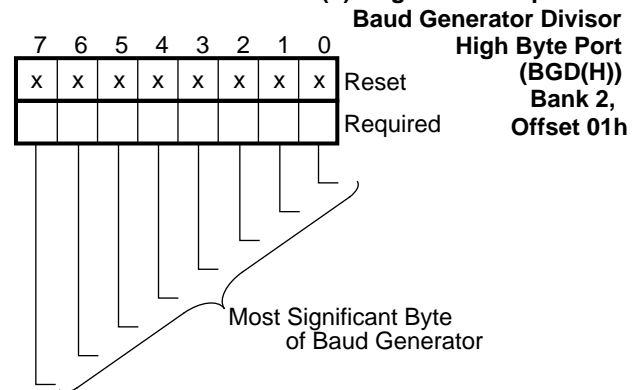 Baud Generator Divisor
High Byte Port
(BGD(H))
Bank 2,
Offset 01h
7 6 5 4 3 2 1 0
x x x x x x x x Reset
Required
Most Significant Byte
of Baud Generator